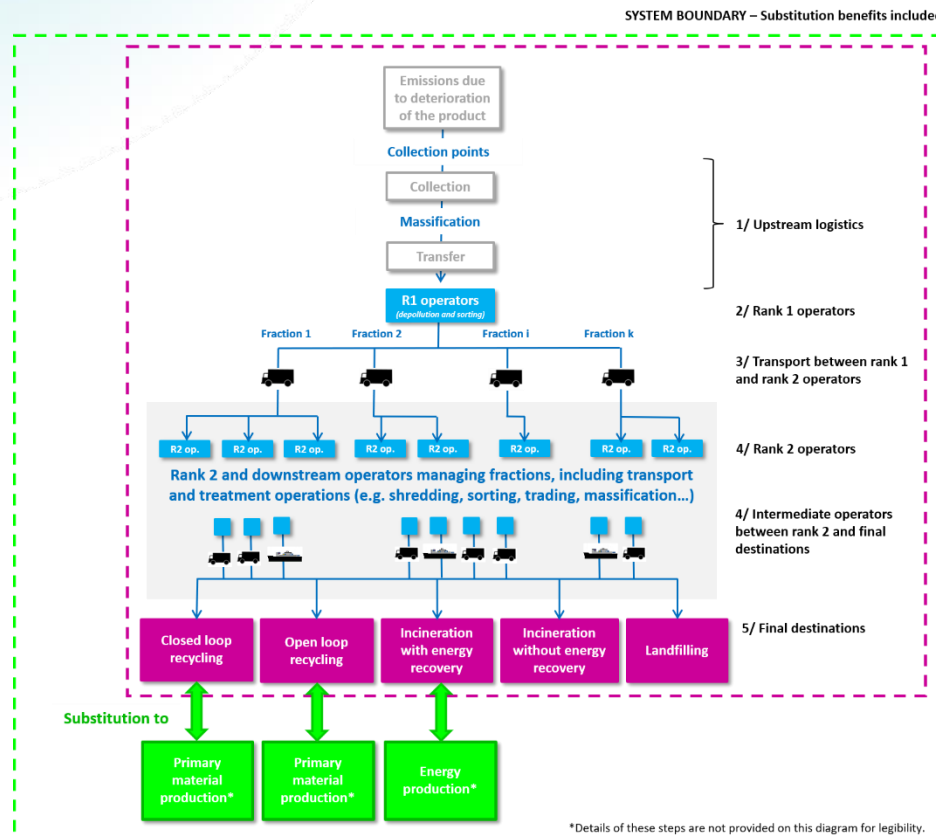 SYSTEM BOUNDARY – Substitution benefits include
Emissions due
to deterioration
of the product
Collection points
Collection
Massification
Transfer
1/ Upstream logistics
R1 operators
(depollution and sorting)
2/ Rank 1 operators
Fraction 1
Fraction 2
Fraction i
Fraction k
3/ Transport between rank 1
and rank 2 operators
R2 op.
R2 op.
R2 op.
R2 op.
R2 op.
R2 op.
R2 op.
R2 op.
4/ Rank 2 operators
Rank 2 and downstream operators managing fractions, including transport
and treatment operations (e.g. shredding, sorting, trading, massification...)
4/ Intermediate operators
between rank 2 and final
destinations
Closed loop
recycling
Open loop
recycling
Incineration
with energy
recovery
Incineration
without energy
recovery
Landfilling
5/ Final destinations
Substitution to
Primary
material
production*
Primary
material
production*
Energy
production*
*Details of these steps are not provided on this diagram for legibility.